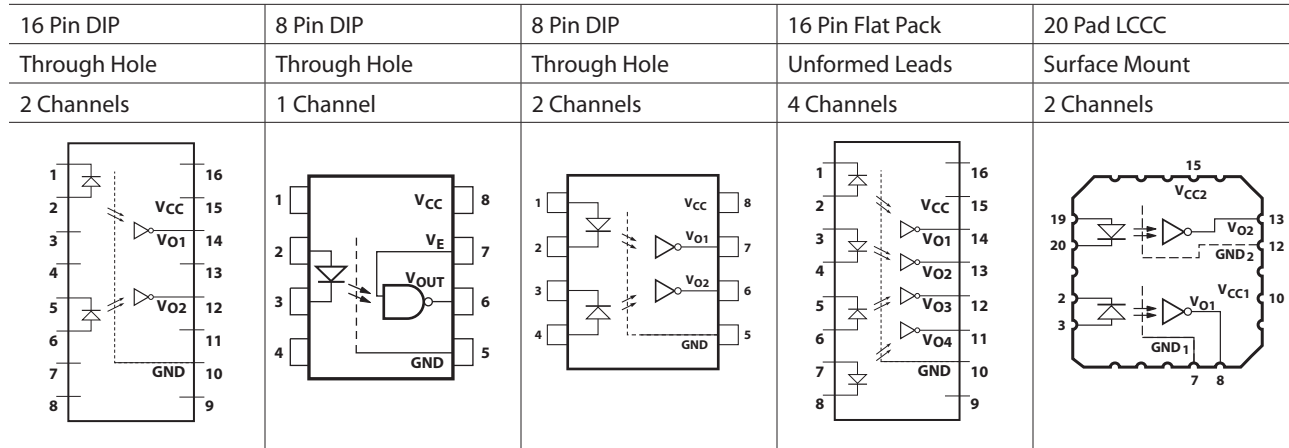 16 Pin DIP 8 Pin DIP 8 Pin DIP 16 Pin Flat Pack 20 Pad LCCC
Through Hole Through Hole Through Hole Unformed Leads Surface Mount
2 Channels 1 Channel 2 Channels 4 Channels 2 Channels
1 16
2 VCC 15
3 VO1 14
4 13
5 VO2 12
6 11
7 GND 10
8 9
1 VCC 8
2 VE 7
3 VOUT 6
4 GND 5
1 VCC 8
2 VO1 7
3 VO2 6
4 GND 5
1 16
2 VCC 15
3 VO1 14
4 VO2 13
5 VO3 12
6 VO4 11
7 GND 10
8 9
15
VCC2
19 VO2 13
20 GND2 12
2 VO1 VCC1 10
3 GND1
7 8